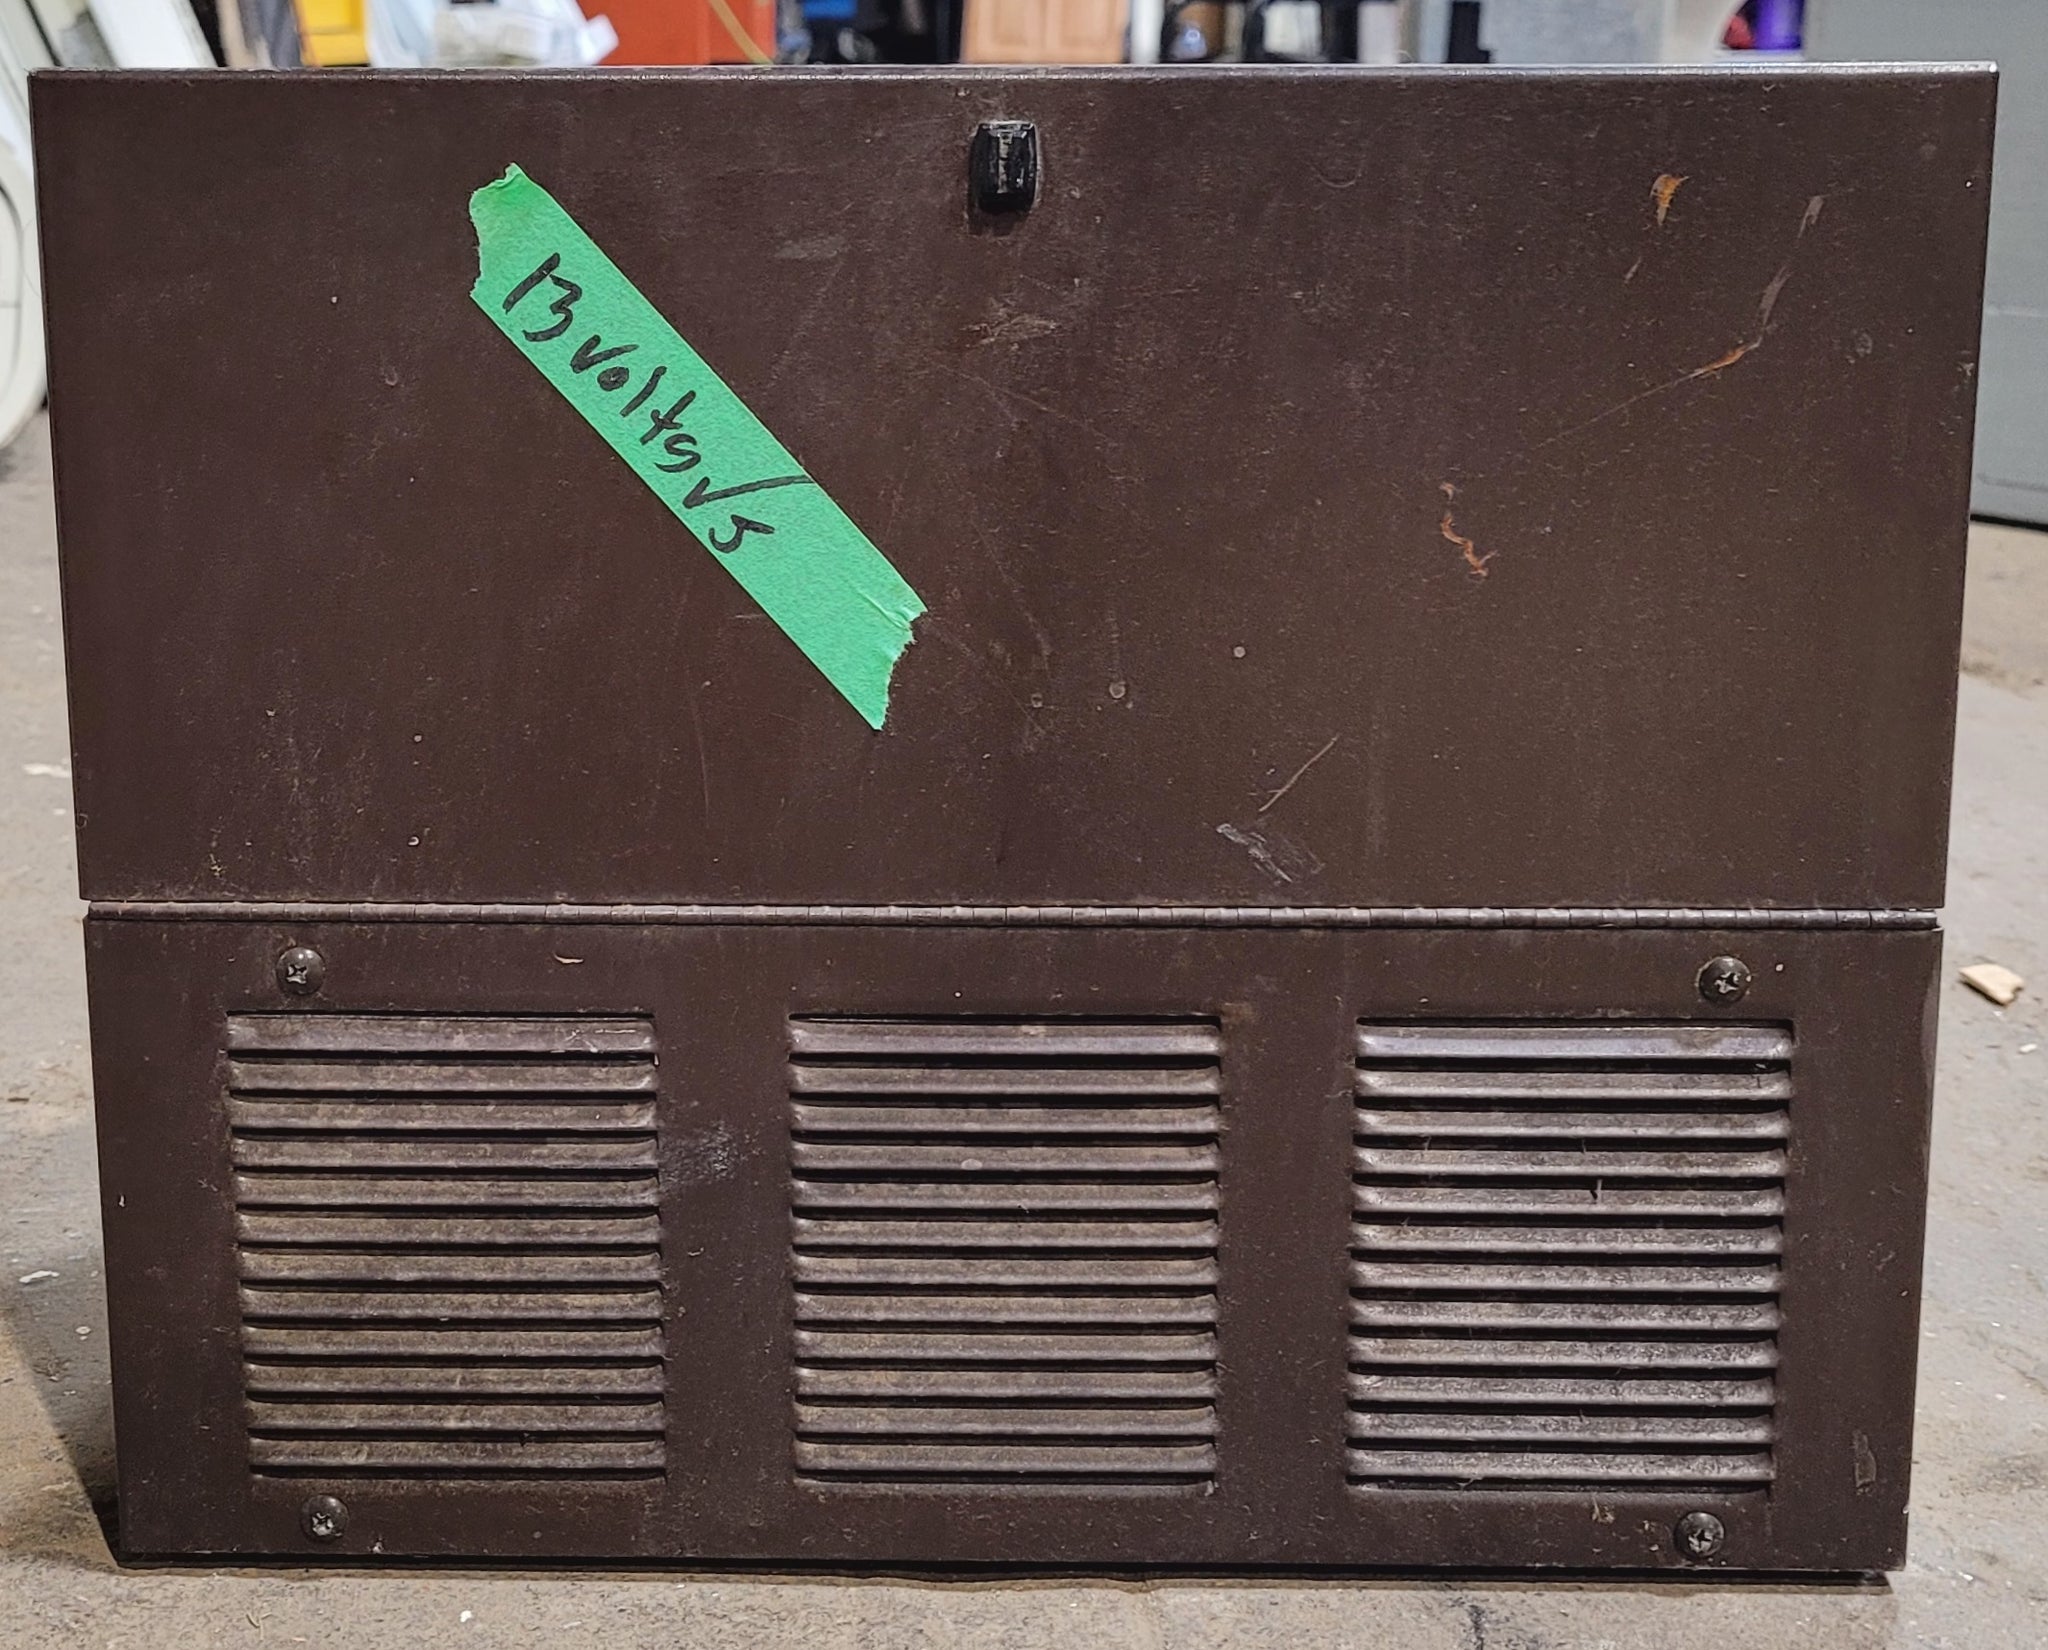 13 volts ✓ J